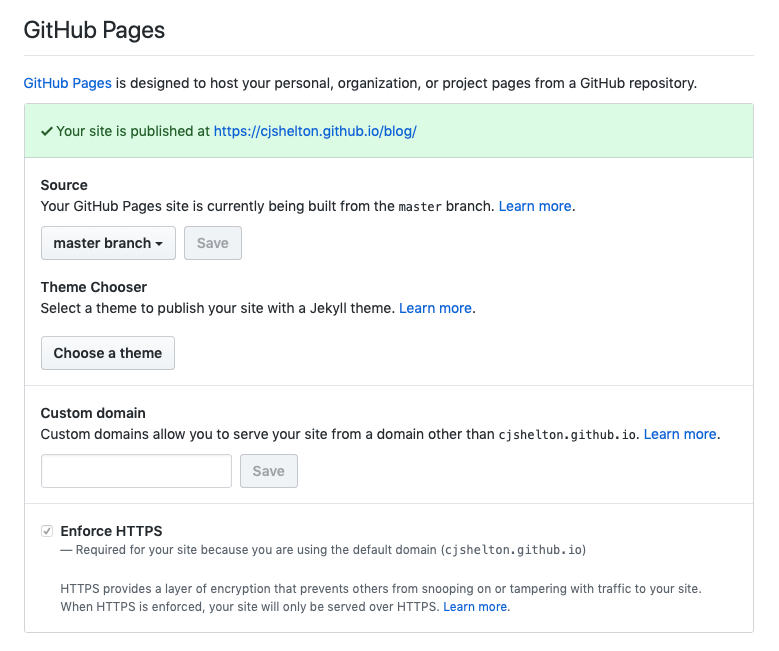 GitHub Pages
GitHub Pages is designed to host your personal, organization, or project pages from a GitHub repository.
✓ Your site is published at https://cjshelton.github.io/blog/
Source
Your GitHub Pages site is currently being built from the master branch. Learn more.
master branch Save
Theme Chooser
Select a theme to publish your site with a Jekyll theme. Learn more.
Choose a theme
Custom domain
Custom domains allow you to serve your site from a domain other than cjshelton.github.io. Learn more.
Save
Enforce HTTPS
— Required for your site because you are using the default domain (cjshelton.github.io)
HTTPS provides a layer of encryption that prevents others from snooping on or tampering with traffic to your site.
When HTTPS is enforced, your site will only be served over HTTPS. Learn more.